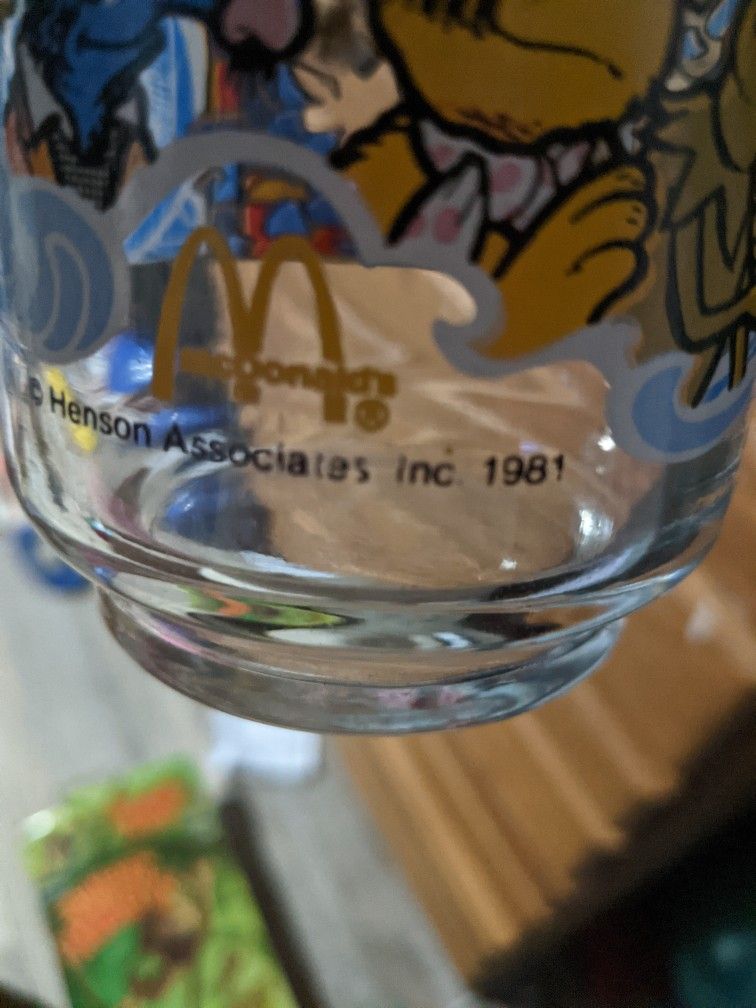 McDonald's ®
© Henson Associates Inc. 1981